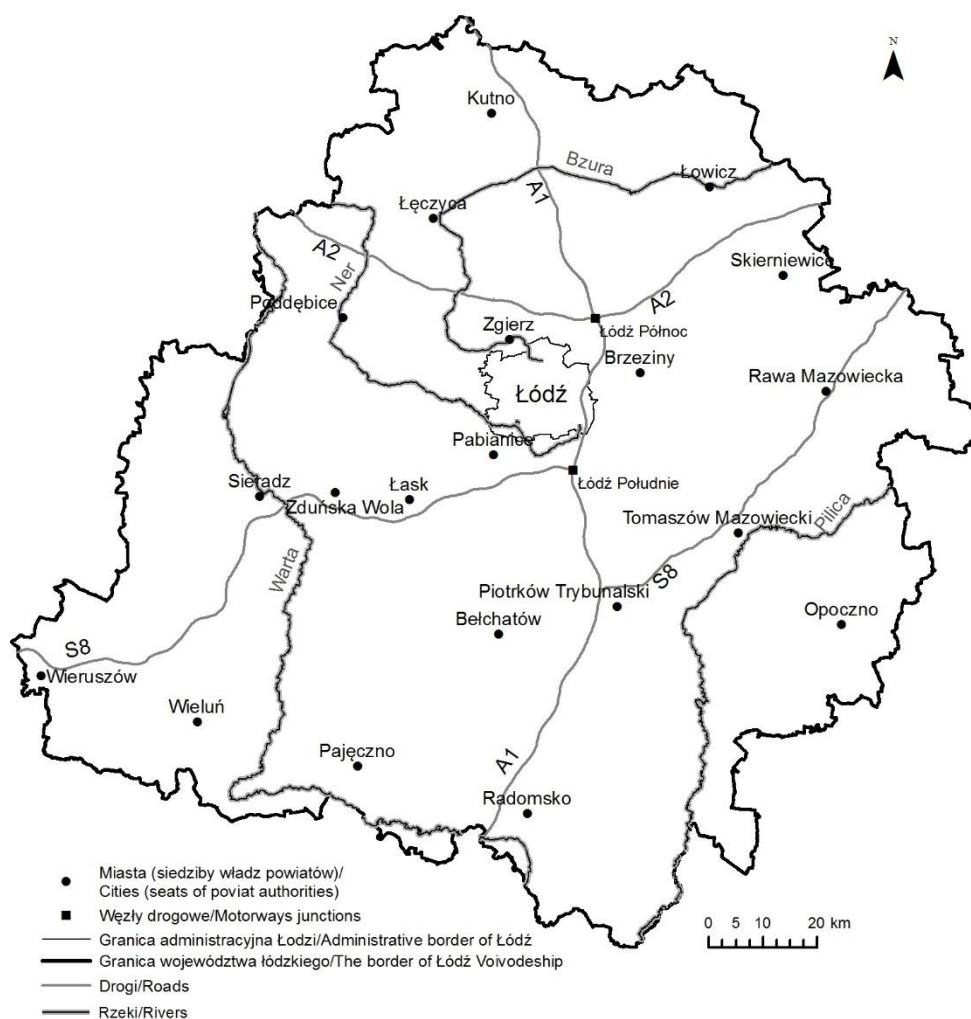 N
Kutno
Bzura
Łowicz
A1
Łęczyca
A2
Ner
Skierniewice
A2
Poddębice
Zgierz
Łódź Północ
Brzeziny
Łódź
Rawa Mazowiecka
Pabianice
Sieradz
Zduńska Wola
Łask
Łódź Południe
Tomaszów Mazowiecki
Pilica
Warta
Piotrków Trybunalski
S8
Bełchatów
Opoczno
S8
Wieruszów
Wieluń
Pajęczno
A1
Radomsko
Miasta (siedziby władz powiatów)/
Cities (seats of poviat authorities)
Węzły drogowe/Motorways junctions
Granica administracyjna Łodzi/Administrative border of Łódź
Granica województwa łódzkiego/The border of Łódź Voivodeship
Drogi/Roads
Rzeki/Rivers
0 5 10 20 km